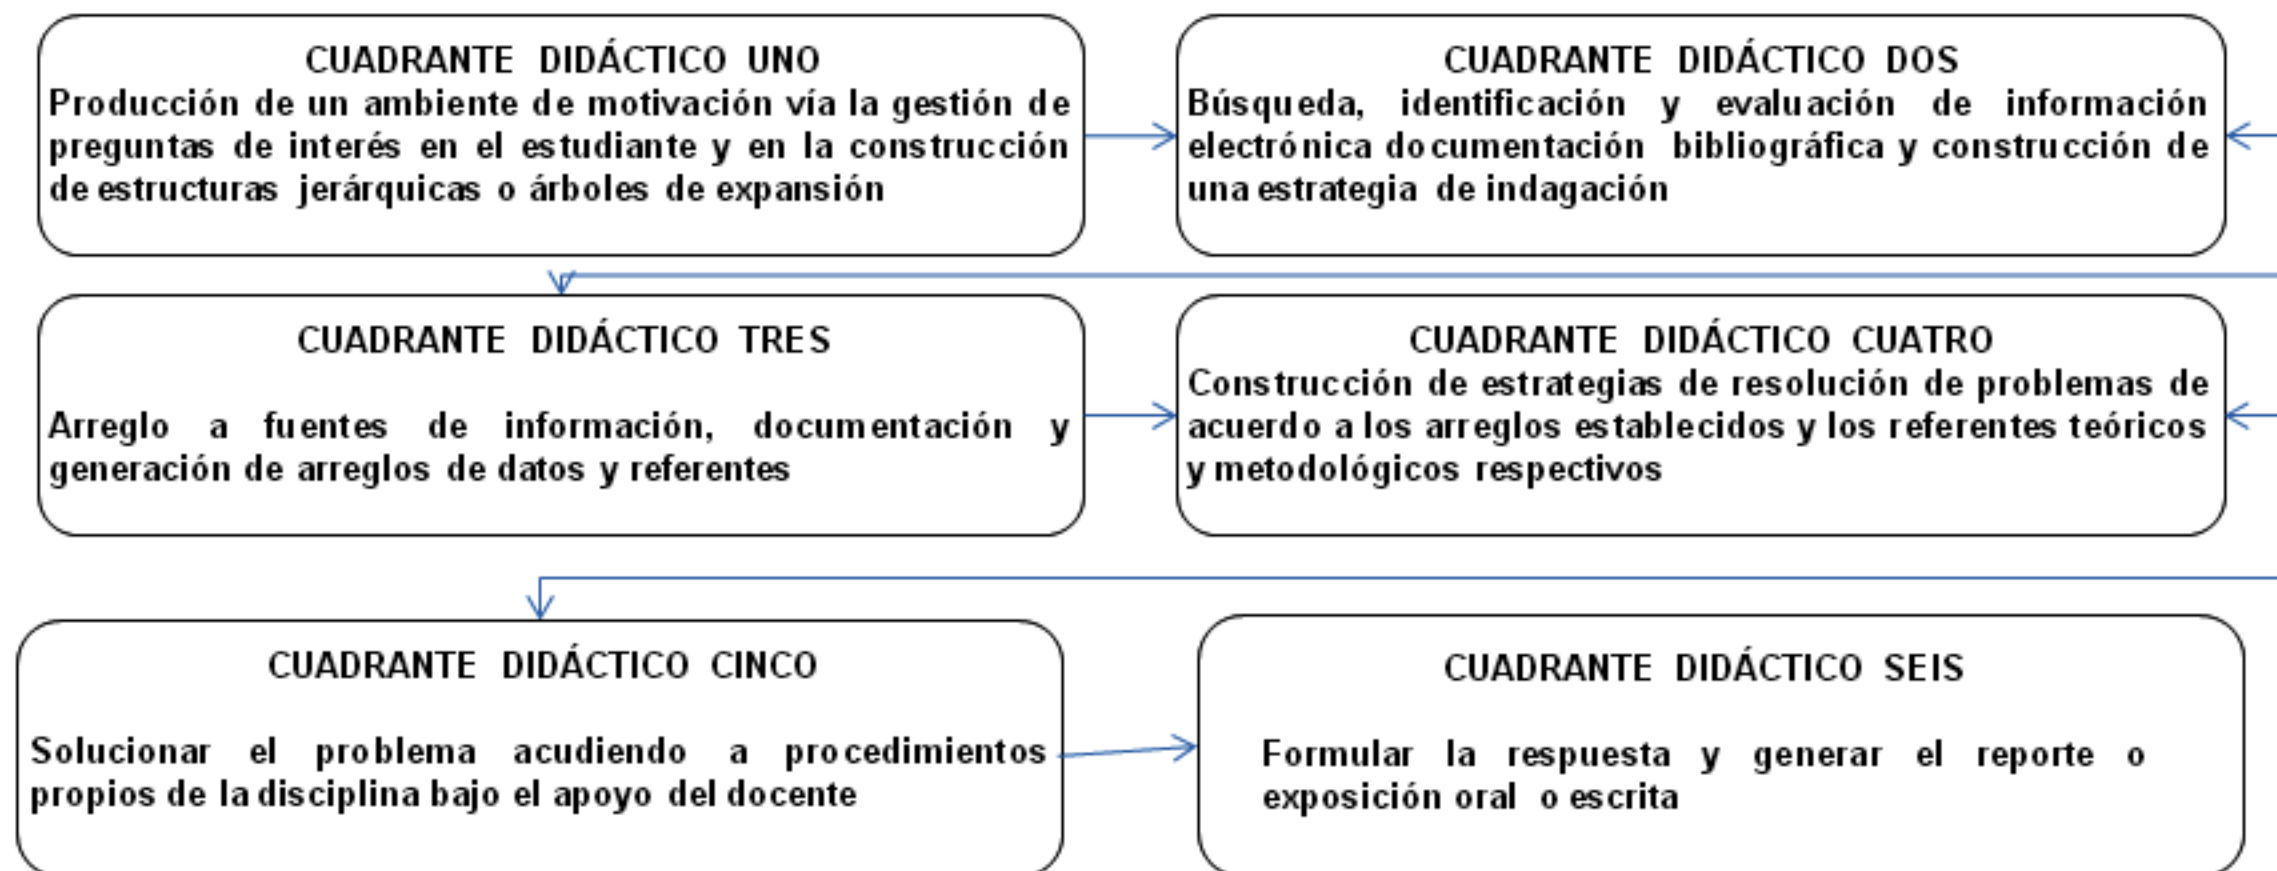 CUADRANTE DIDÁCTICO UNO
Producción de un ambiente de motivación vía la gestión de
preguntas de interés en el estudiante y en la construcción
de estructuras jerárquicas o árboles de expansión
CUADRANTE DIDÁCTICO DOS
Búsqueda, identificación y evaluación de información
electrónica documentación bibliográfica y construcción de
una estrategia de indagación
CUADRANTE DIDÁCTICO TRES
Arreglo a fuentes de información, documentación y
generación de arreglos de datos y referentes
CUADRANTE DIDÁCTICO CUATRO
Construcción de estrategias de resolución de problemas de
acuerdo a los arreglos establecidos y los referentes teóricos
y metodológicos respectivos
CUADRANTE DIDÁCTICO CINCO
Solucionar el problema acudiendo a procedimientos
propios de la disciplina bajo el apoyo del docente
CUADRANTE DIDÁCTICO SEIS
Formular la respuesta y generar el reporte o
exposición oral o escrita